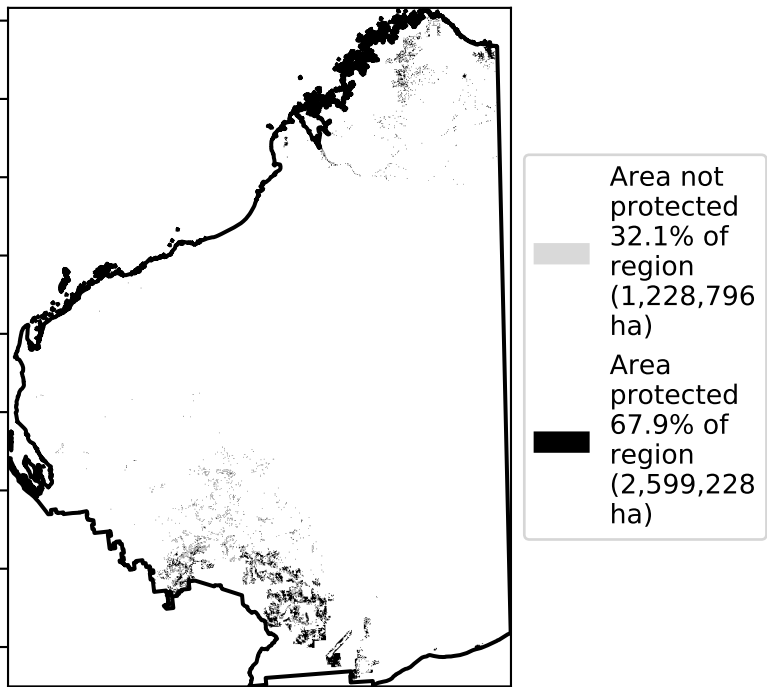 Area not
protected
32.1% of
region
(1,228,796
ha)
Area
protected
67.9% of
region
(2,599,228
ha)